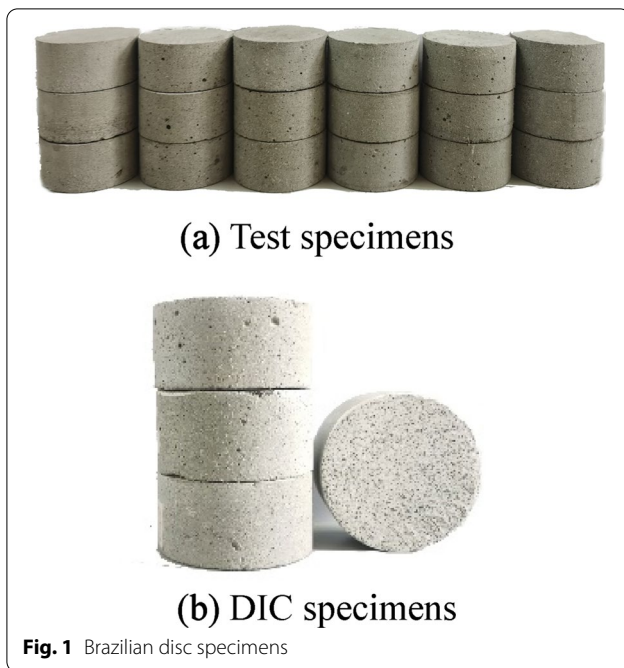 (a) Test specimens
(b) DIC specimens
Fig. 1 Brazilian disc specimens